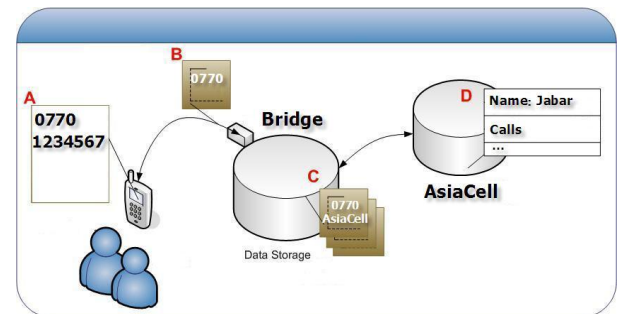 A
0770
1234567
B
0770
Bridge
C
0770
AsiaCell
Data Storage
D
Name: Jabar
Calls
...
AsiaCell